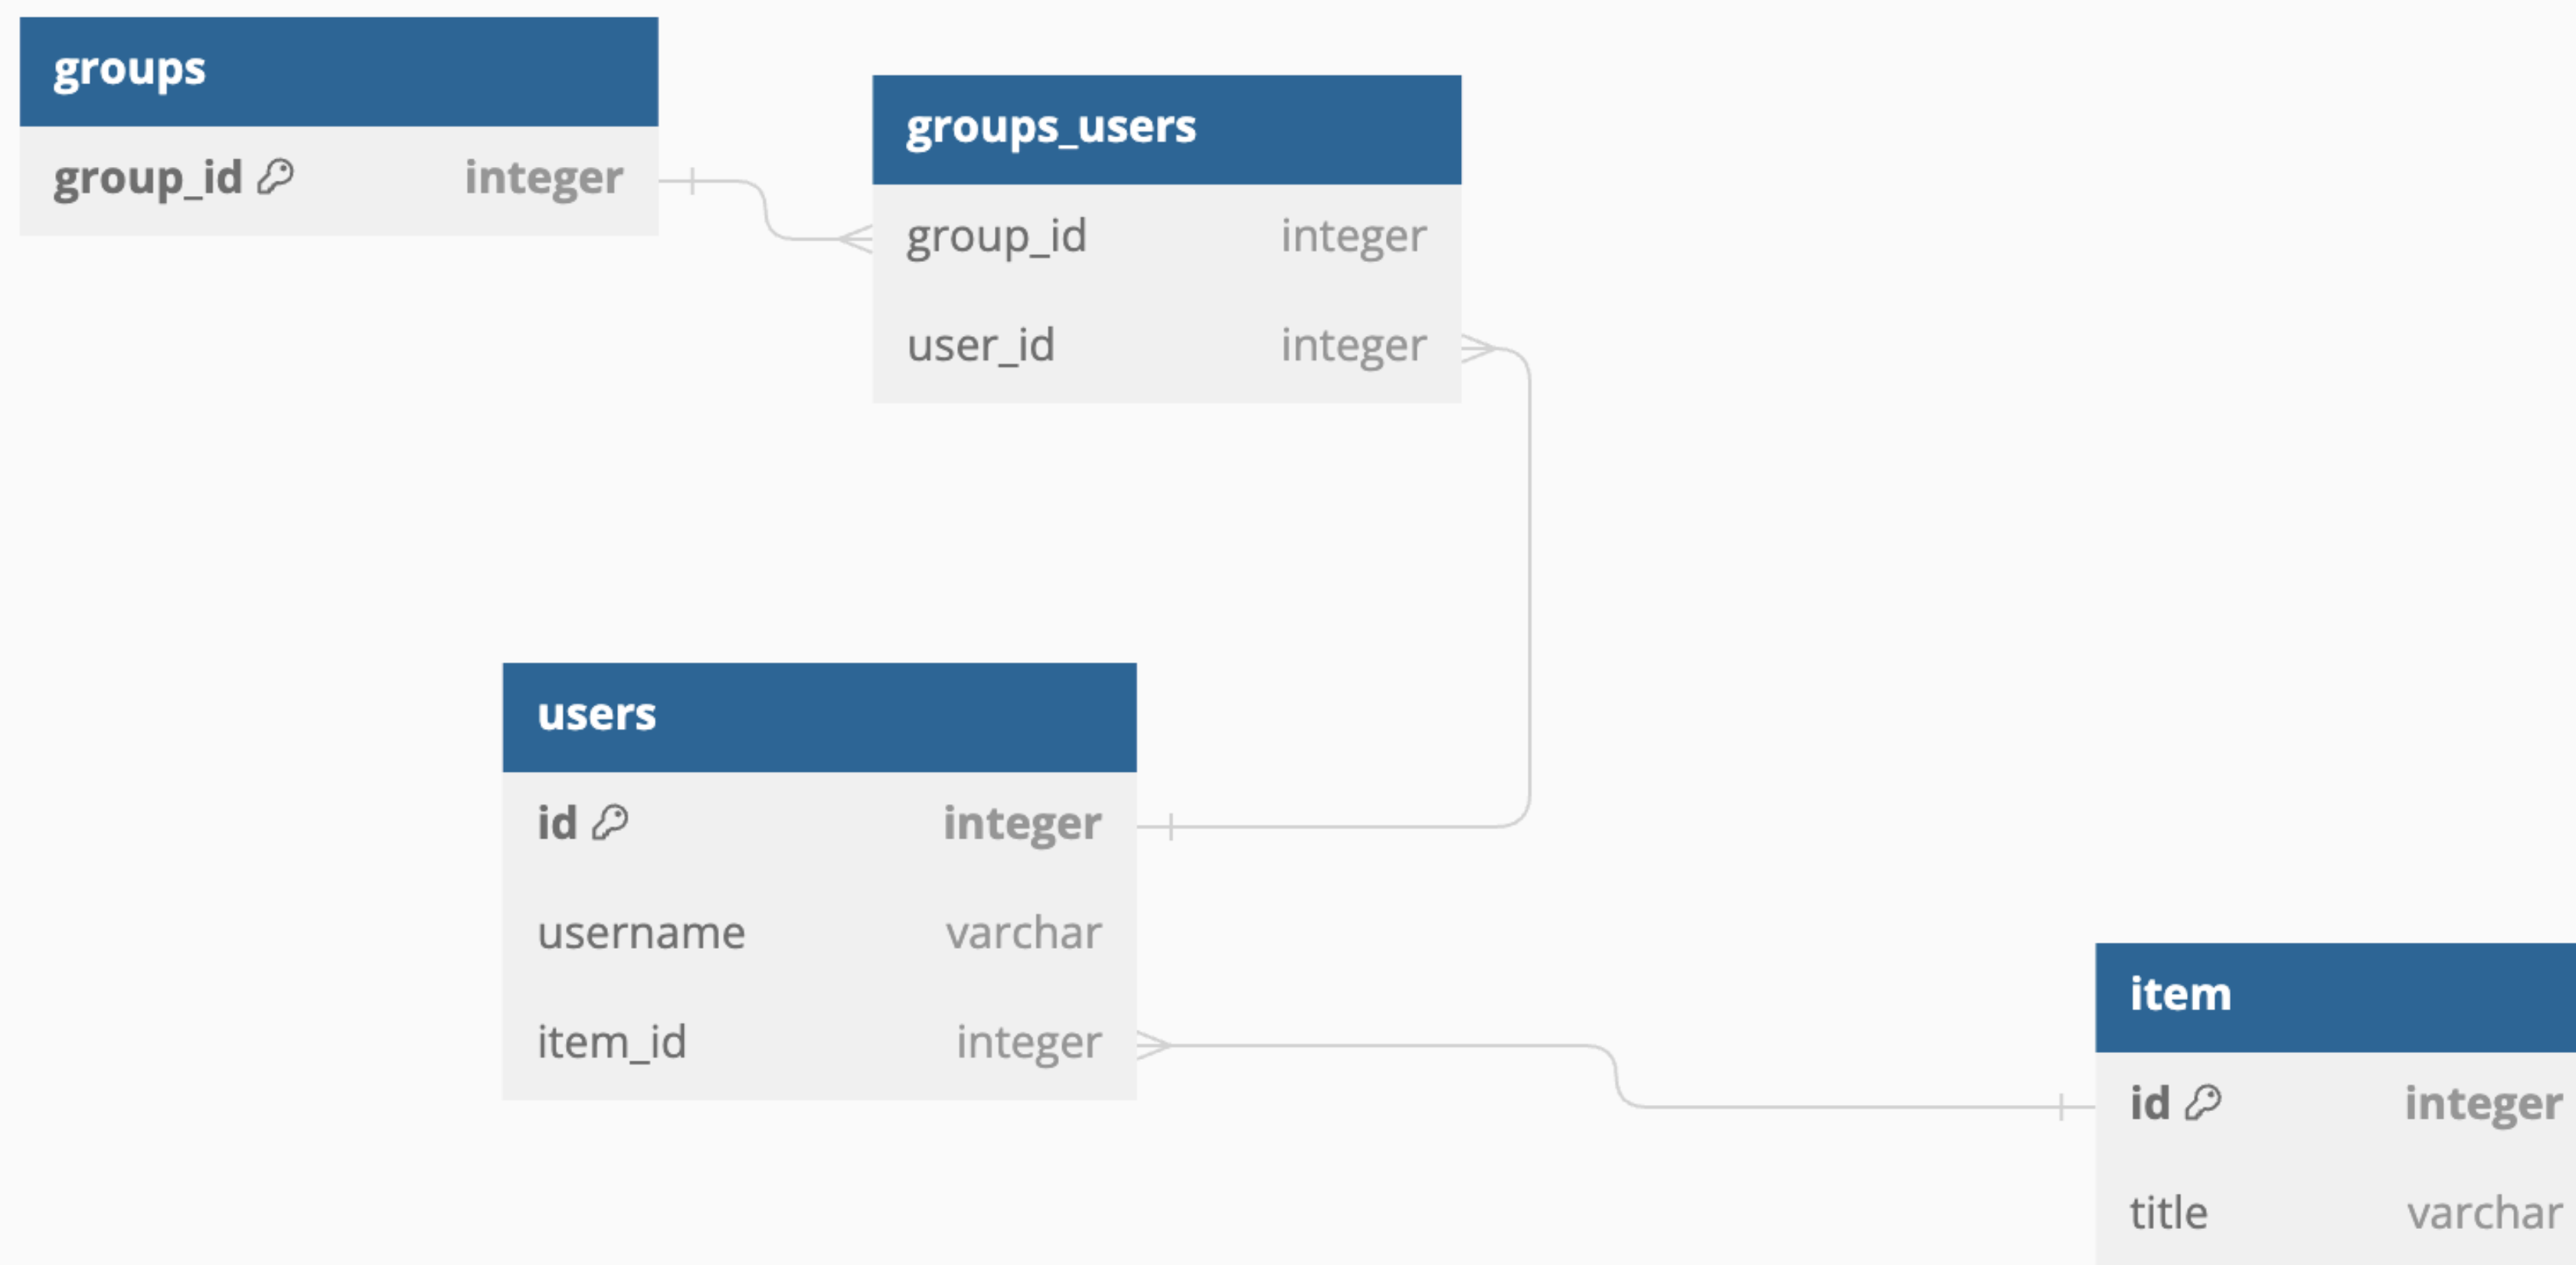 groups
group_id integer
groups_users
group_id integer
user_id integer
users
id integer
username varchar
item_id integer
item
id integer
title varchar